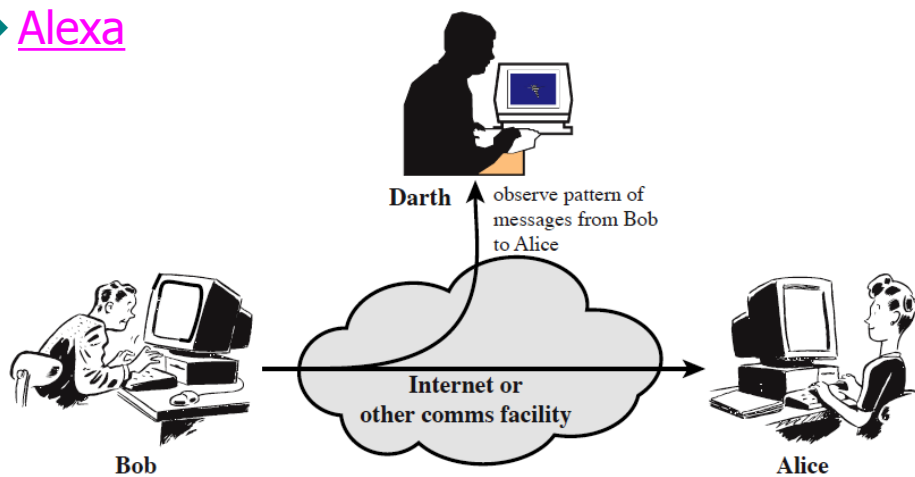 Alexa
Darth
observe pattern of
messages from Bob
to Alice
Internet or
other comms facility
Bob
Alice